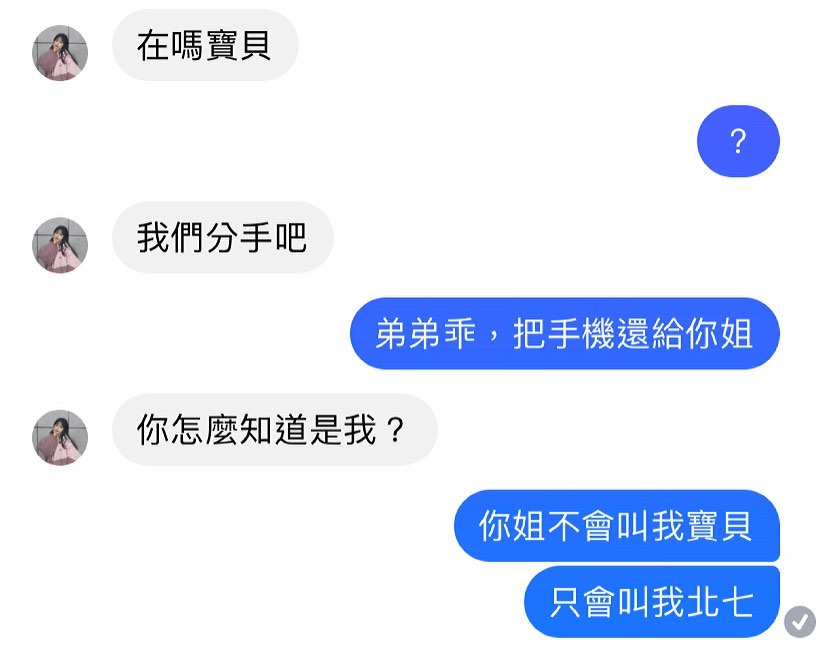 在嗎寶貝
?
我們分手吧
弟弟乖，把手機還給你姐
你怎麼知道是我？
你姐不會叫我寶貝
只會叫我北七